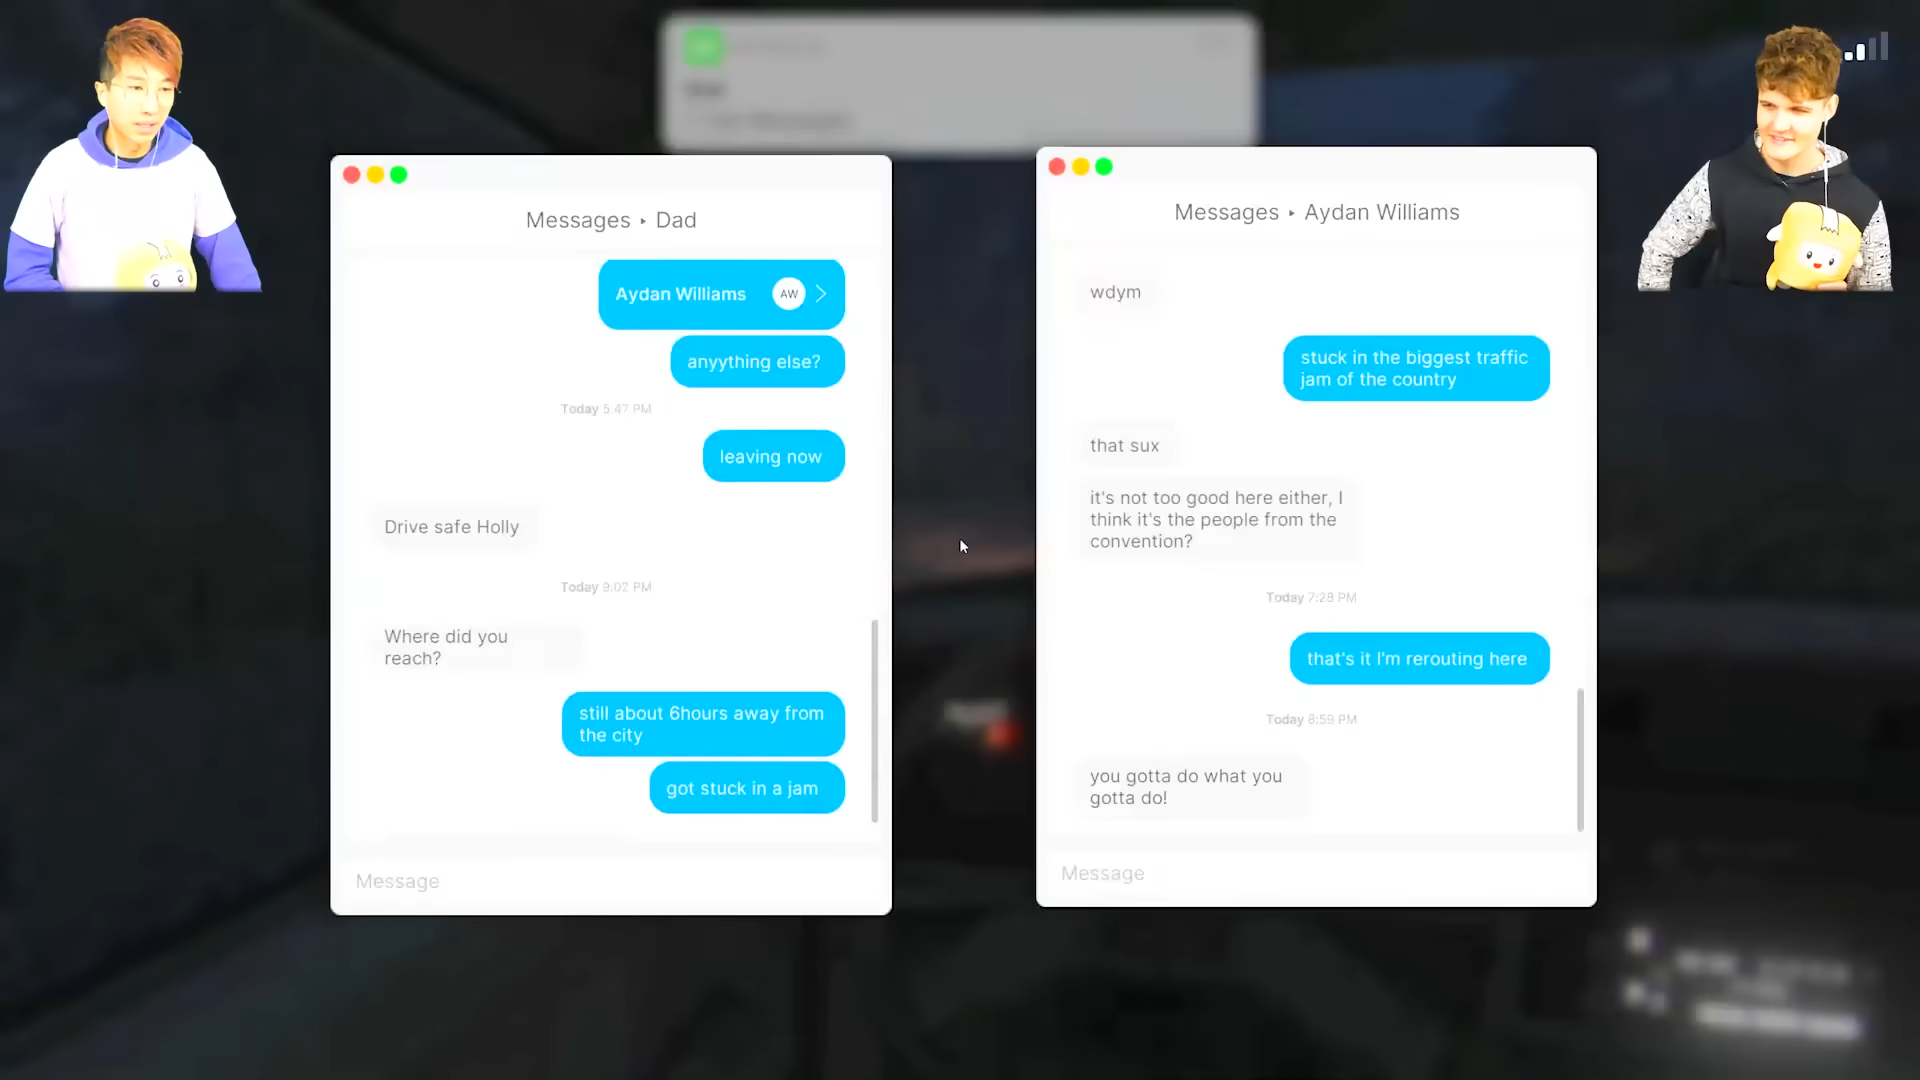 Messages ▸ Dad
Aydan Williams
AW
anyything else?
Today 5:47 PM
leaving now
Drive safe Holly
Today 9:02 PM
Where did you
reach?
still about 6hours away from
the city
got stuck in a jam
Message
Messages ▸ Aydan Williams
wdym
stuck in the biggest traffic
jam of the country
that sux
it's not too good here either, I
think it's the people from the
convention?
Today 7:28 PM
that's it I'm rerouting here
Today 8:59 PM
you gotta do what you
gotta do!
Message